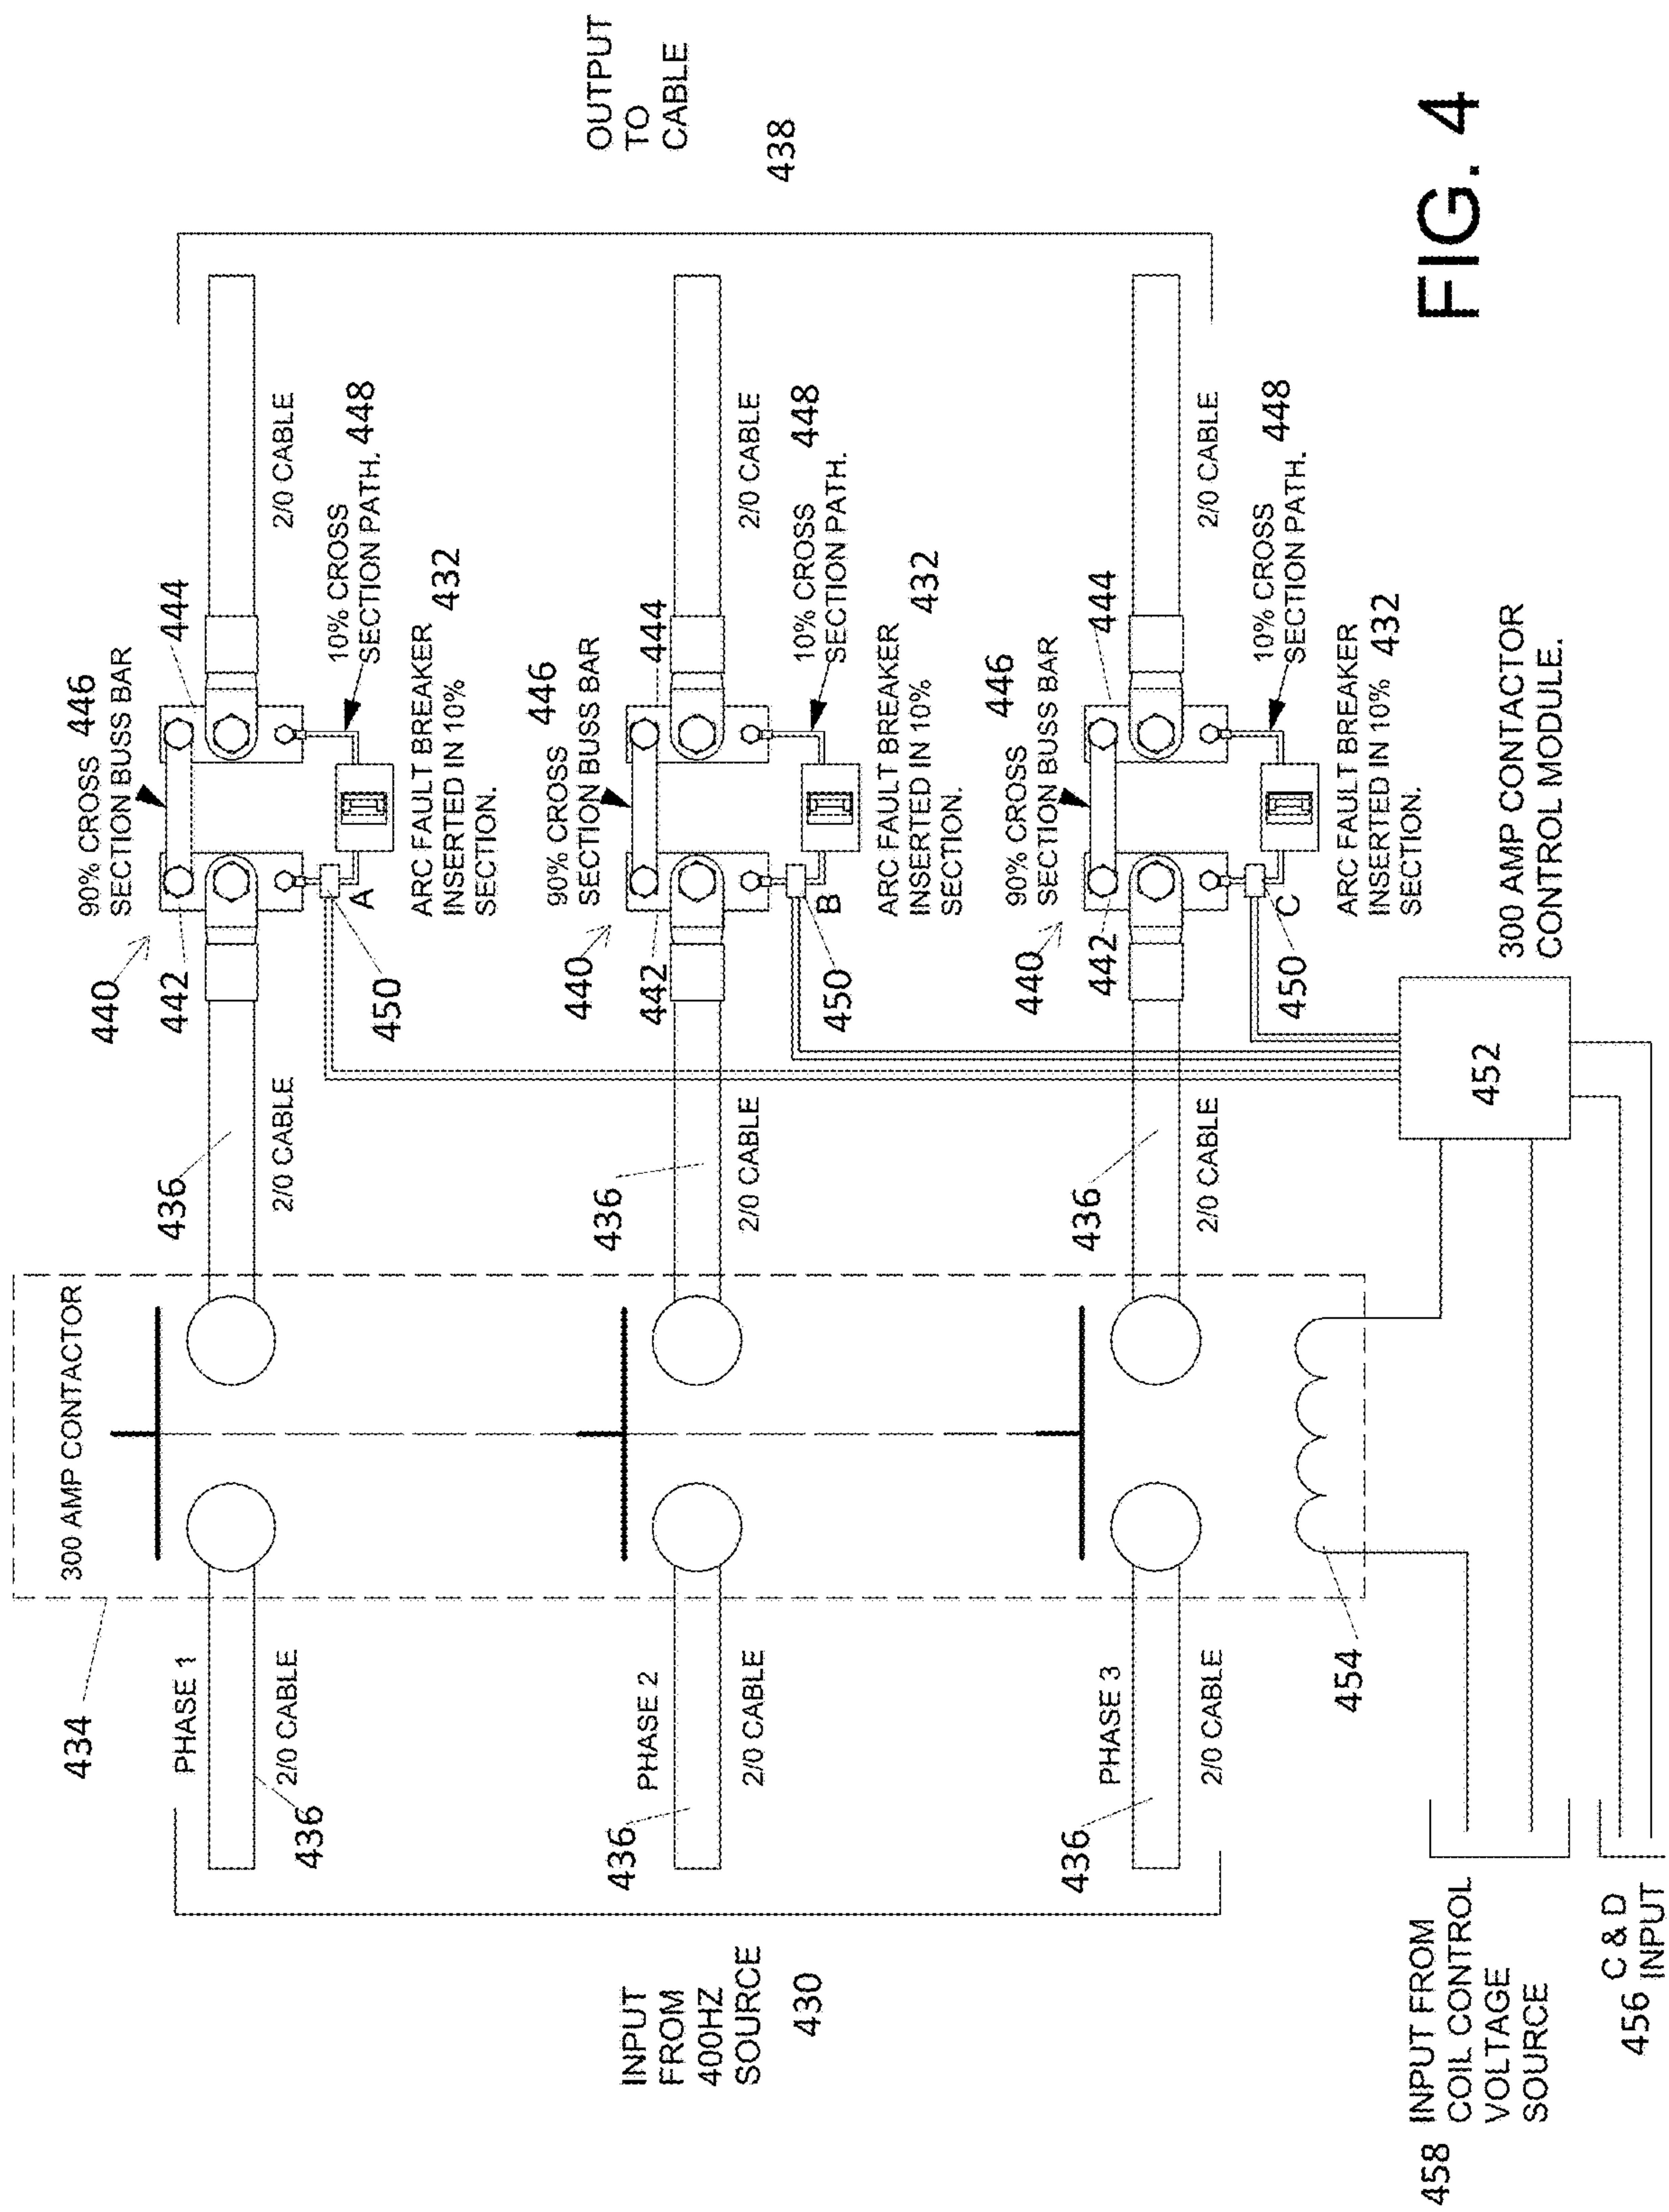 300 AMP CONTACTOR
434
PHASE 1
2/0 CABLE
436
436
2/0 CABLE
440
442
90% CROSS 446
SECTION BUSS BAR
444
450
A
ARC FAULT BREAKER
INSERTED IN 10% 432
SECTION.
10% CROSS
SECTION PATH. 448
2/0 CABLE
INPUT
FROM
400HZ
SOURCE
430
PHASE 2
2/0 CABLE
436
436
2/0 CABLE
440
442
90% CROSS 446
SECTION BUSS BAR
444
450
B
ARC FAULT BREAKER
INSERTED IN 10% 432
SECTION.
10% CROSS
SECTION PATH. 448
2/0 CABLE
OUTPUT
TO
CABLE
438
PHASE 3
2/0 CABLE
436
436
2/0 CABLE
440
442
90% CROSS 446
SECTION BUSS BAR
444
450
C
ARC FAULT BREAKER
INSERTED IN 10% 432
SECTION.
10% CROSS
SECTION PATH. 448
2/0 CABLE
454
452
300 AMP CONTACTOR
CONTROL MODULE.
458 INPUT FROM
COIL CONTROL
VOLTAGE
SOURCE
456 C & D
INPUT
FIG. 4